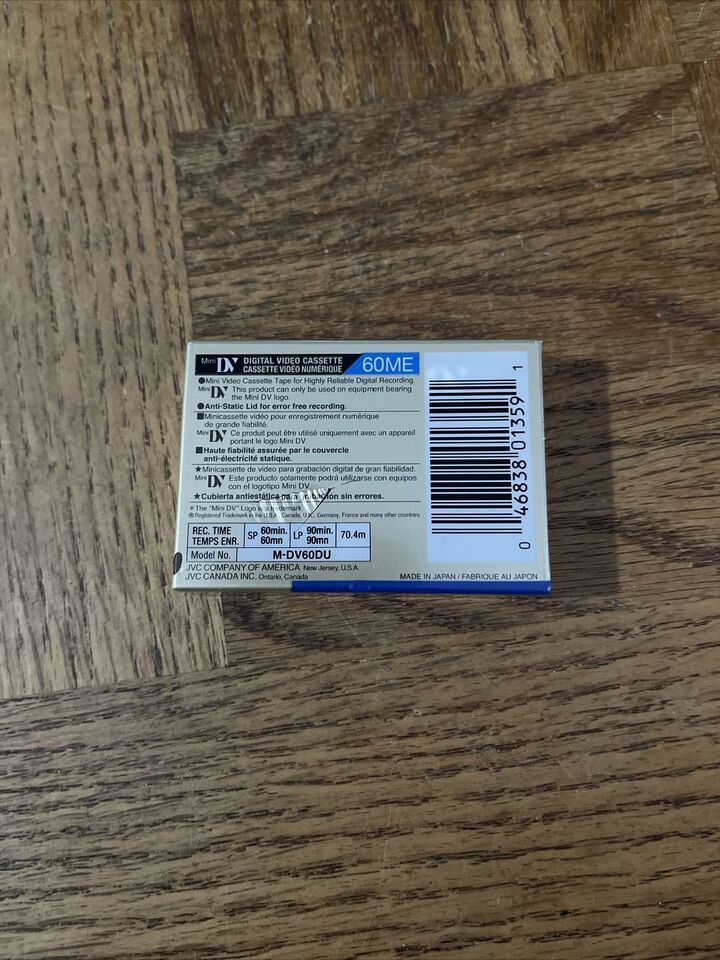 Mini DV DIGITAL VIDEO CASSETTE
CASSETTE VIDÉO NUMÉRIQUE
60ME
●Mini Video Cassette Tape for Highly Reliable Digital Recording.
Mini DV This product can only be used on equipment bearing
the Mini DV logo.
●Anti-Static Lid for error free recording.
■Minicassette vidéo pour enregistrement numérique
de grande fiabilité.
Mini DV Ce produit peut être utilisé uniquement avec un appareil
portant le logo Mini DV.
■Haute fiabilité assurée par le couvercle
anti-électricité statique.
★Minicassette de video para grabación digital de gran fiabilidad.
Mini DV Este producto solamente podrá utilizarse con equipos
con el logotipo Mini DV.
★Cubierta antiestática para grabación sin errores.
* The "Mini DV" Logo is a trademark.
® Registered Trademark in the U.S.A. Canada, U.K., Germany, France and many other countries.
REC. TIME
TEMPS ENR.
SP 60min.
60mn
LP 90min.
90mn
70.4m
Model No. M-DV60DU
JVC COMPANY OF AMERICA New Jersey, U.S.A.
JVC CANADA INC. Ontario, Canada
MADE IN JAPAN / FABRIQUE AU JAPON
0 46838 01359 1